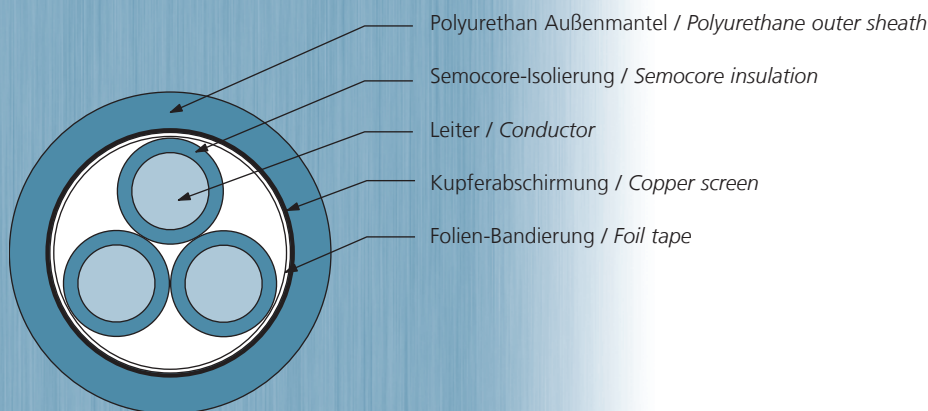 Polyurethan Außenmantel / Polyurethane outer sheath
Semocore-Isolierung / Semocore insulation
Leiter / Conductor
Kupferabschirmung / Copper screen
Folien-Bandierung / Foil tape